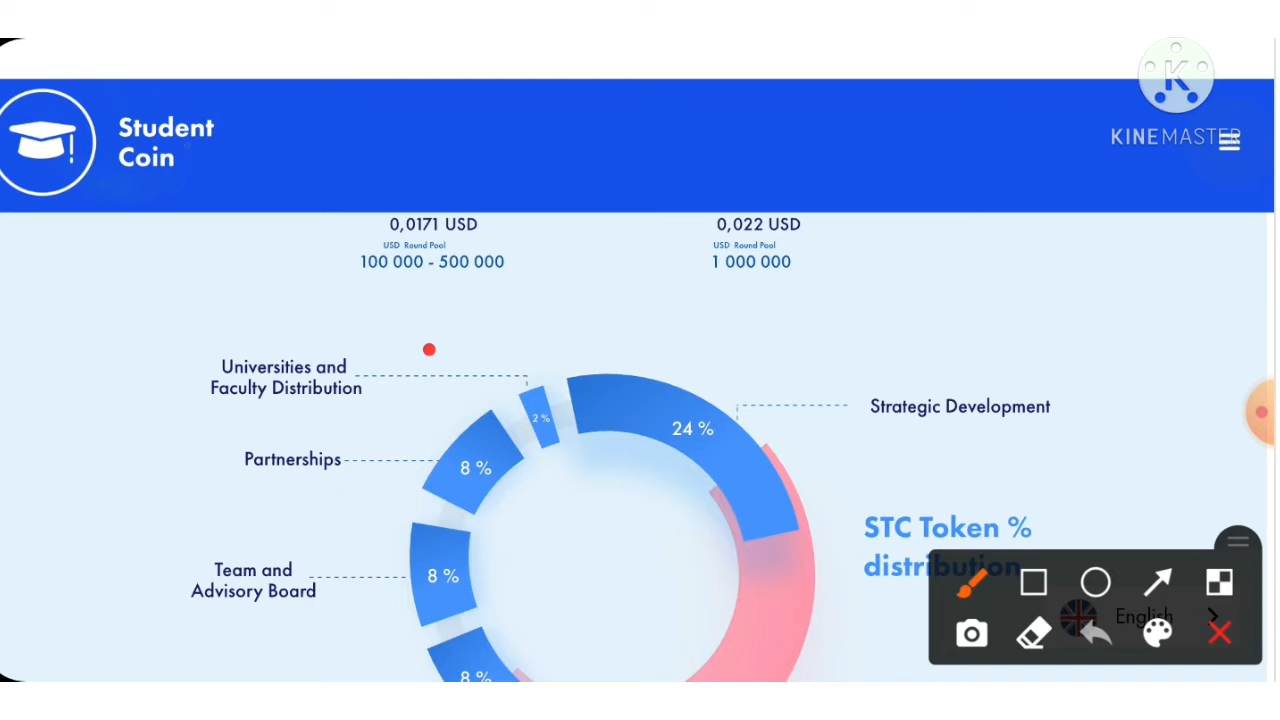 Student
Coin
KINEMASTER
0,0171 USD
0,022 USD
USD Round Pool
USD Round Pool
100 000 - 500 000
1 000 000
Universities and
Faculty Distribution
2 %
24 %
Strategic Development
Partnerships
8 %
STC Token %
distribution
Team and
Advisory Board
8 %
English
8 %